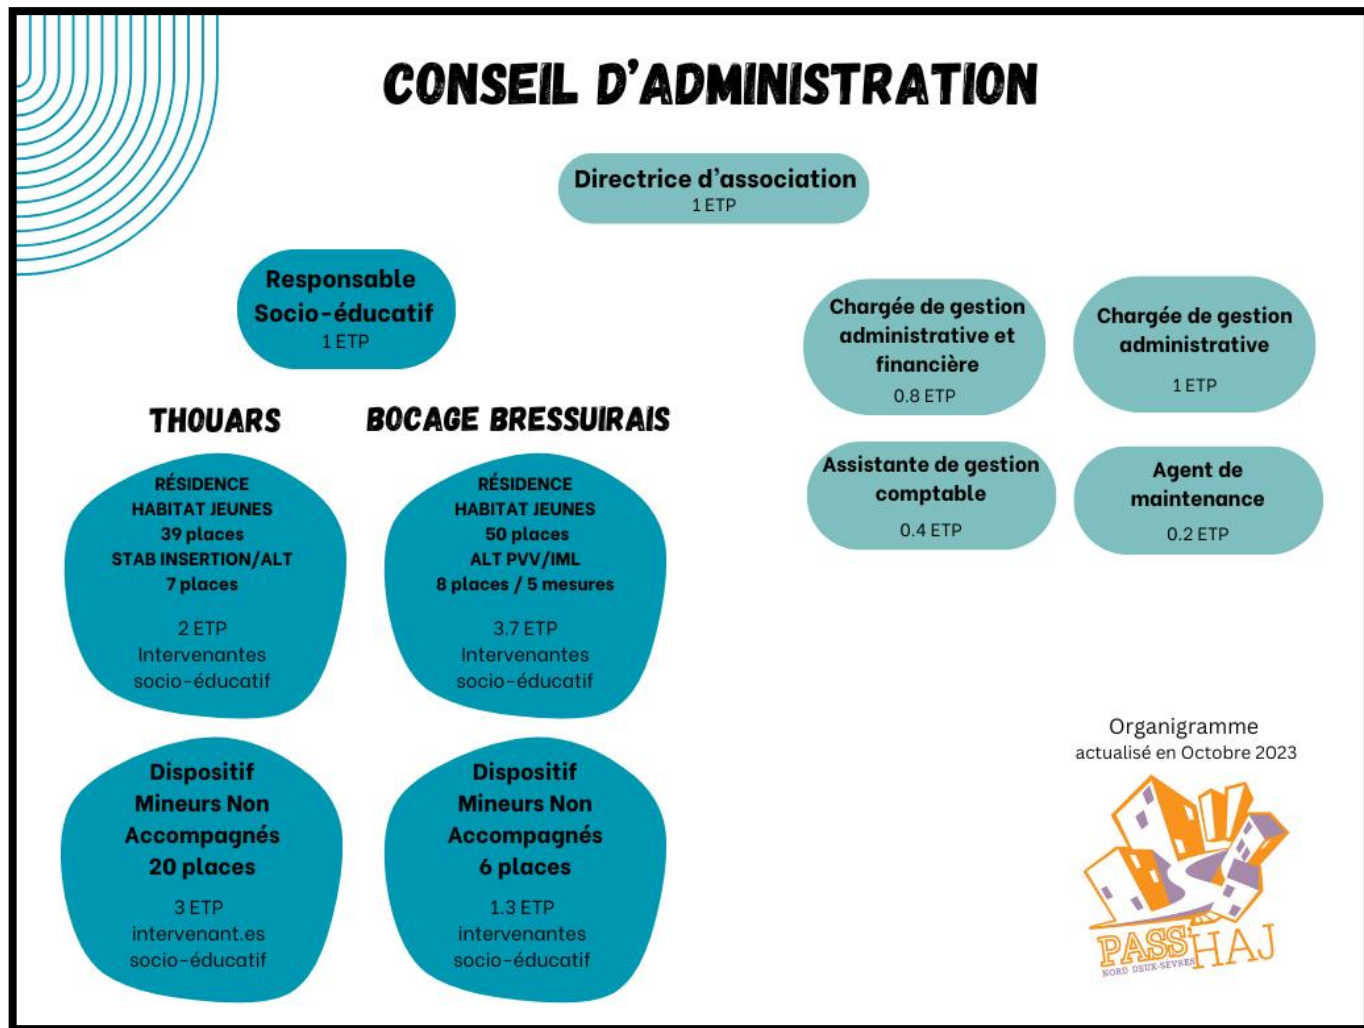 CONSEIL D'ADMINISTRATION
Directrice d'association
1 ETP
Responsable
Socio-éducatif
1 ETP
Chargée de gestion
administrative et
financière
0.8 ETP
Chargée de gestion
administrative
1 ETP
Assistante de gestion
comptable
0.4 ETP
Agent de
maintenance
0.2 ETP
THOUARS
RÉSIDENCE
HABITAT JEUNES
39 places
STAB INSERTION/ALT
7 places
2 ETP
Intervenantes
socio-éducatif
Dispositif
Mineurs Non
Accompagnés
20 places
3 ETP
intervenant.es
socio-éducatif
BOCAGE BRESSUIRAIS
RÉSIDENCE
HABITAT JEUNES
50 places
ALT PVV/IML
8 places / 5 mesures
3.7 ETP
Intervenantes
socio-éducatif
Dispositif
Mineurs Non
Accompagnés
6 places
1.3 ETP
intervenantes
socio-éducatif
Organigramme
actualisé en Octobre 2023
PASS'HAJ
NORD DEUX-SÈVRES